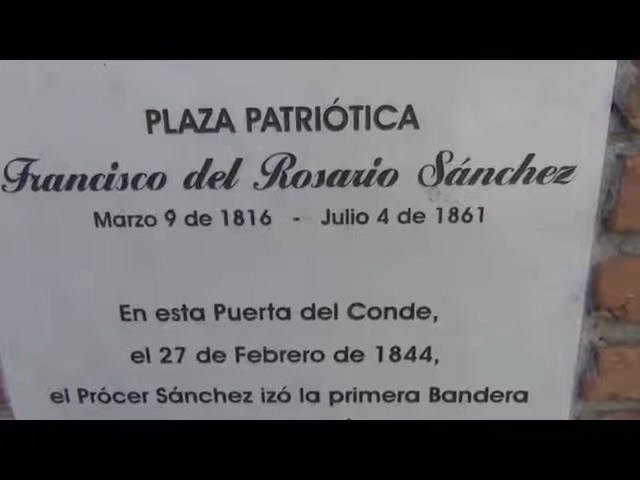 PLAZA PATRIÓTICA
Francisco del Rosario Sánchez
Marzo 9 de 1816 - Julio 4 de 1861
En esta Puerta del Conde,
el 27 de Febrero de 1844,
el Prócer Sánchez izó la primera Bandera